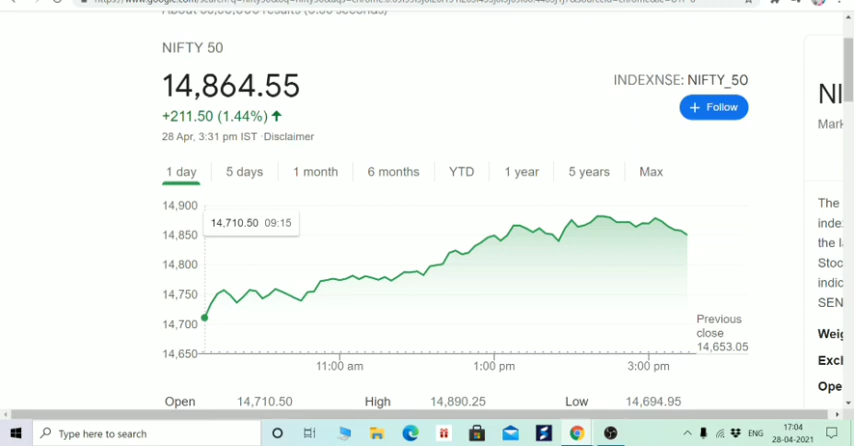 NIFTY 50
14,864.55
+211.50 (1.44%)
28 Apr, 3:31 pm IST · Disclaimer
INDEXNSE: NIFTY_50
+ Follow
1 day
5 days
1 month
6 months
YTD
1 year
5 years
Max
14,900
14,850
14,800
14,750
14,700
14,650
14,710.50 09:15
Previous
close
14,653.05
11:00 am
1:00 pm
3:00 pm
Open 14,710.50
High 14,890.25
Low 14,694.95
NI
Mark
The
inde
the
Stoc
indic
SEN
Weig
Excl
Ope
Type here to search
ENG
17:04
28-04-2021